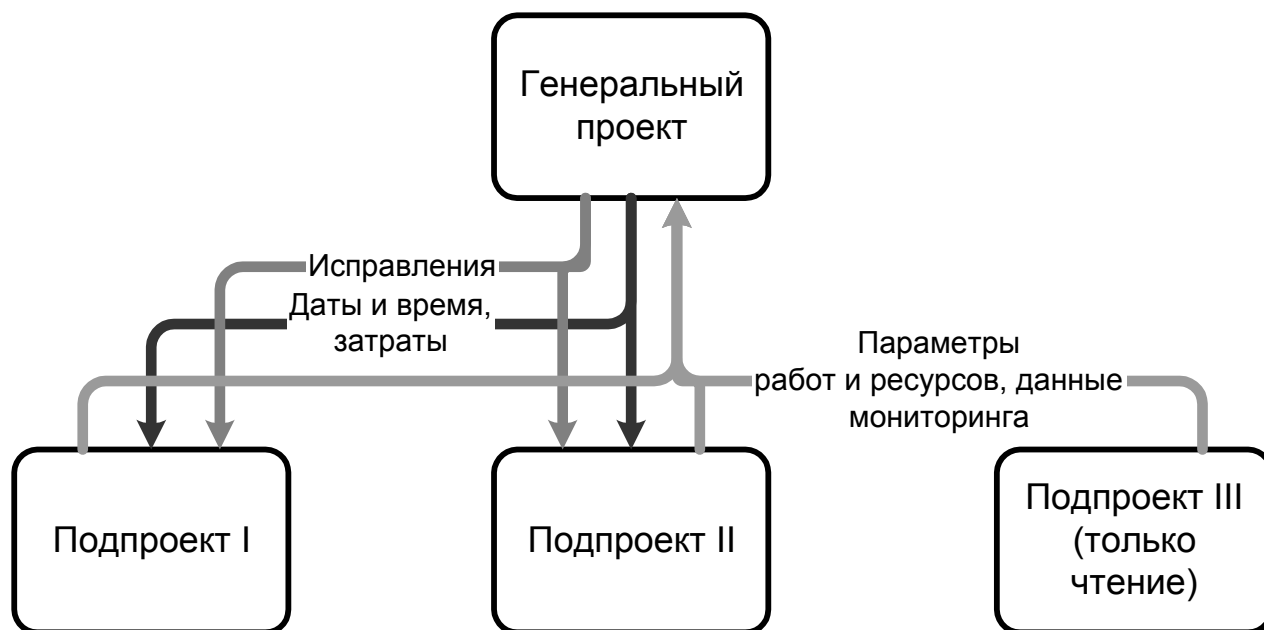 Генеральный
проект
Исправления
Даты и время,
затраты
Параметры
работ и ресурсов, данные
мониторинга
Подпроект I
Подпроект II
Подпроект III
(только
чтение)